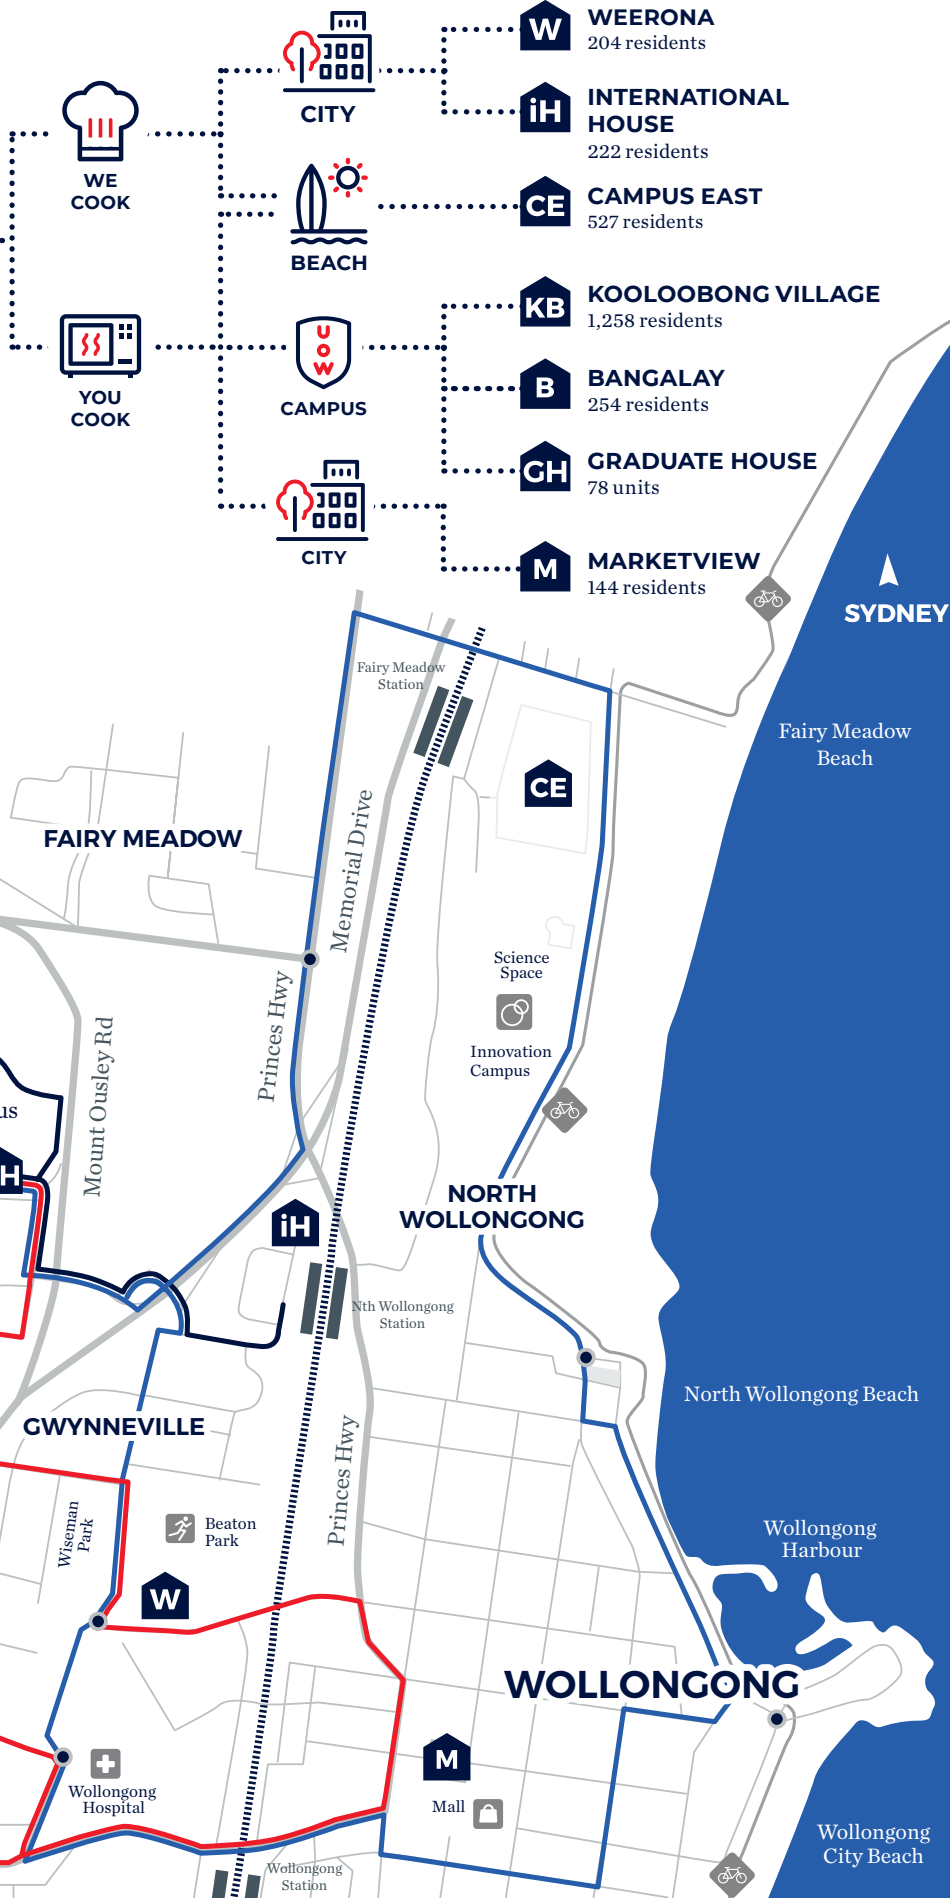 WEERONA
204 residents
CITY
INTERNATIONAL
HOUSE
222 residents
W
iH
WE
COOK
BEACH
CE
CAMPUS EAST
527 residents
KB
KOOLOOBONG VILLAGE
1,258 residents
YOU
COOK
U
O
W
CAMPUS
B
BANGALAY
254 residents
GH
GRADUATE HOUSE
78 units
CITY
M
MARKETVIEW
144 residents
SYDNEY
Fairy Meadow
Station
Fairy Meadow
Beach
CE
FAIRY MEADOW
Memorial Drive
Science
Space
Princes Hwy
Mount Ousley Rd
Innovation
Campus
us
H
NORTH
WOLLONGONG
iH
Nth Wollongong
Station
North Wollongong Beach
GWYNNEVILLE
Princes Hwy
Wiseman
Park
Beaton
Park
Wollongong
Harbour
W
WOLLONGONG
M
Wollongong
Hospital
Mall
Wollongong
City Beach
Wollongong
Station